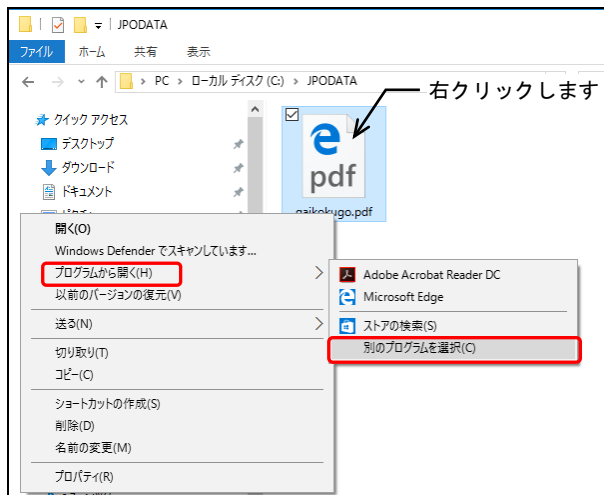 JPODATA
ファイル ホーム 共有 表示
PC > ローカル ディスク (C:) > JPODATA
右クリックします
クイック アクセス
デスクトップ
ダウンロード
ドキュメント
pdf
gaikokugo.pdf
開く(O)
Windows Defender でスキャンしています...
プログラムから開く(H)
以前のバージョンの復元(V)
送る(N)
切り取り(T)
コピー(C)
ショートカットの作成(S)
削除(D)
名前の変更(M)
プロパティ(R)
Adobe Acrobat Reader DC
Microsoft Edge
ストアの検索(S)
別のプログラムを選択(C)